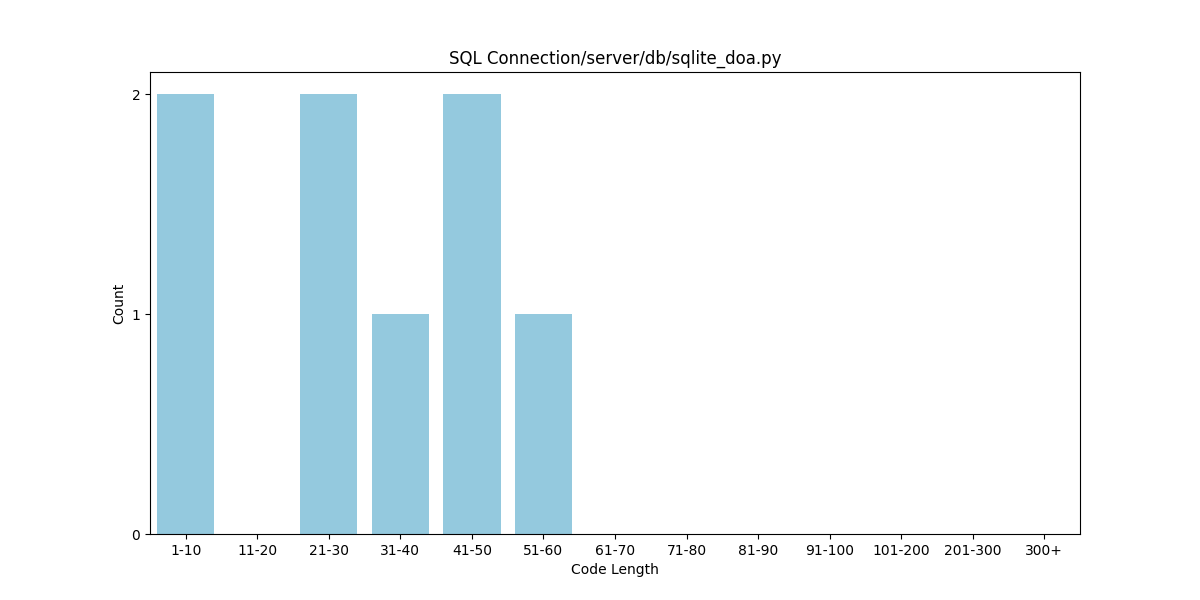 SQL Connection/server/db/sqlite_doa.py
Count
2
1
0
1-10 11-20 21-30 31-40 41-50 51-60 61-70 71-80 81-90 91-100 101-200 201-300 300+
Code Length